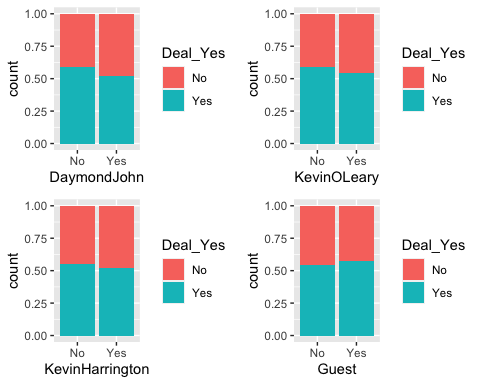 1.00
0.75
0.50
0.25
0.00
count
No
Yes
DaymondJohn
Deal_Yes
No
Yes
1.00
0.75
0.50
0.25
0.00
count
No
Yes
KevinOLeary
Deal_Yes
No
Yes
1.00
0.75
0.50
0.25
0.00
count
No
Yes
KevinHarrington
Deal_Yes
No
Yes
1.00
0.75
0.50
0.25
0.00
count
No
Yes
Guest
Deal_Yes
No
Yes